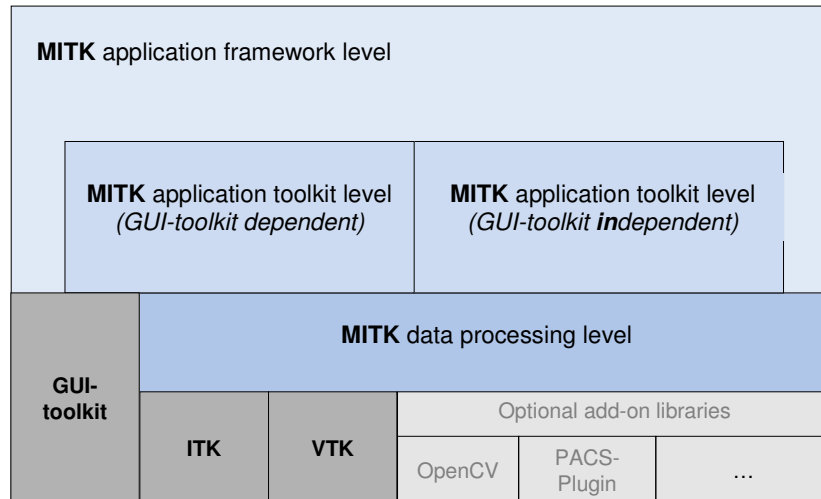 MITK application framework level
MITK application toolkit level
(GUI-toolkit dependent)
MITK application toolkit level
(GUI-toolkit independent)
MITK data processing level
GUI-
toolkit
ITK
VTK
Optional add-on libraries
OpenCV
PACS-
Plugin
...